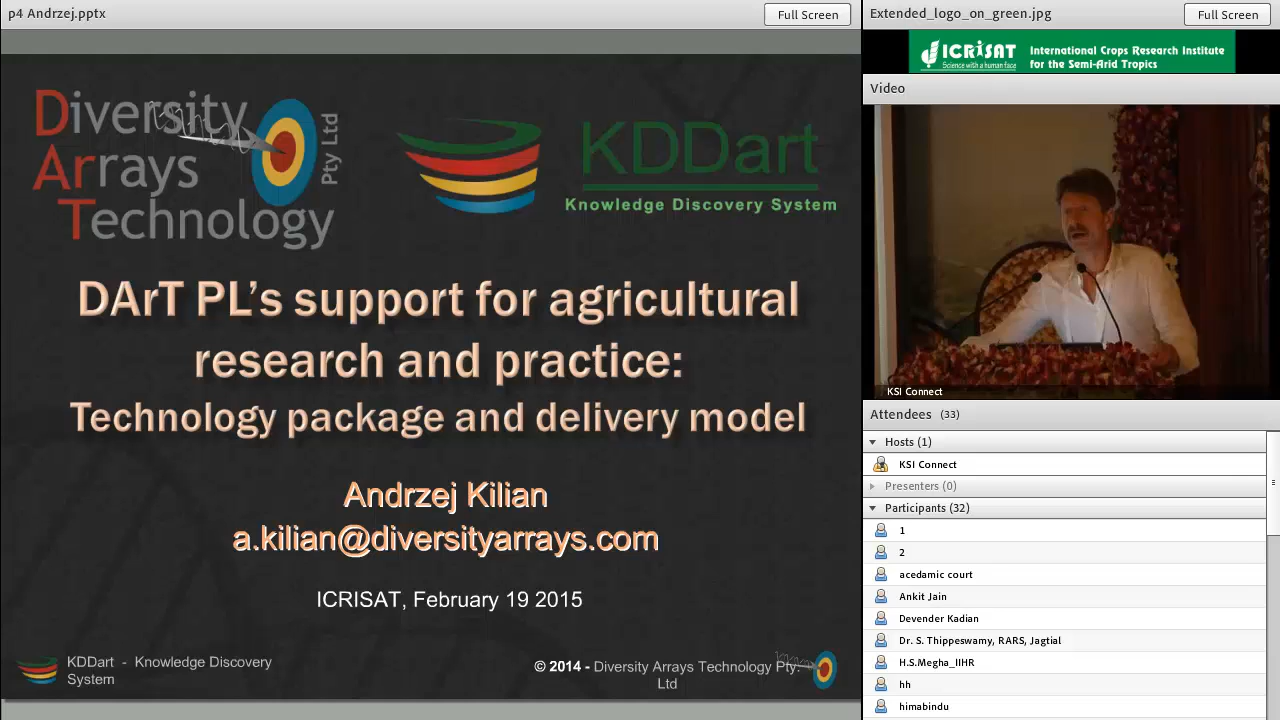 p4 Andrzej.pptx
Full Screen
Diversity
Arrays
Technology
Pty Ltd
KDDart
Knowledge Discovery System
DArT PL’s support for agricultural
research and practice:
Technology package and delivery model
Andrzej Kilian
a.kilian@diversityarrays.com
ICRISAT, February 19 2015
KDDart - Knowledge Discovery
System
© 2014 - Diversity Arrays Technology Pty.
Ltd
Extended_logo_on_green.jpg
Full Screen
ICRISAT
Science with a human face
International Crops Research Institute
for the Semi-Arid Tropics
Video
KSI Connect
Attendees (33)
Hosts (1)
KSI Connect
Presenters (0)
Participants (32)
1
2
acedamic court
Ankit Jain
Devender Kadian
Dr. S. Thippeswamy, RARS, Jagtial
H.S.Megha_IIHR
hh
himabindu